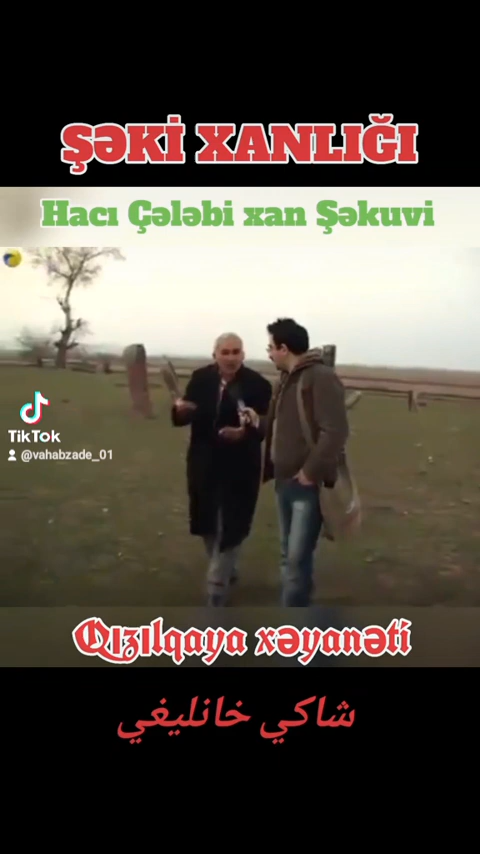 ŞƏKİ XANLIĞI
Hacı Çələbi xan Şəkuvi
TikTok
@vahabzade_01
Qızılqaya xəyanəti
شاكي خانليغي